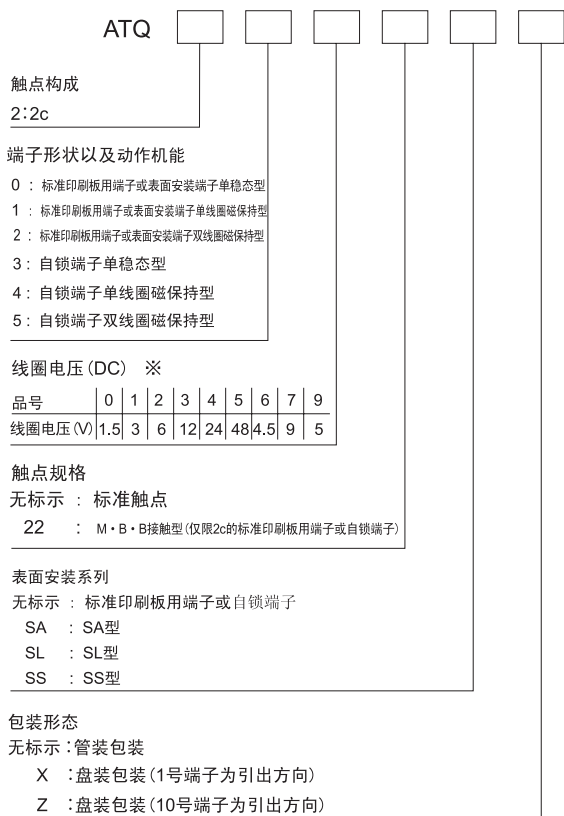 ATQ
触点构成
2:2c
端子形状以及动作机能
0 : 标准印刷板用端子或表面安装端子单稳态型
1 : 标准印刷板用端子或表面安装端子单线圈磁保持型
2 : 标准印刷板用端子或表面安装端子双线圈磁保持型
3 : 自锁端子单稳态型
4 : 自锁端子单线圈磁保持型
5 : 自锁端子双线圈磁保持型
线圈电压(DC) ※
品号 0 1 2 3 4 5 6 7 9
线圈电压(V) 1.5 3 6 12 24 48 4.5 9 5
触点规格
无标示 : 标准触点
22 : M・B・B接触型(仅限2c的标准印刷板用端子或自锁端子)
表面安装系列
无标示 : 标准印刷板用端子或自锁端子
SA : SA型
SL : SL型
SS : SS型
包装形态
无标示:管装包装
X :盘装包装(1号端子为引出方向)
Z :盘装包装(10号端子为引出方向)